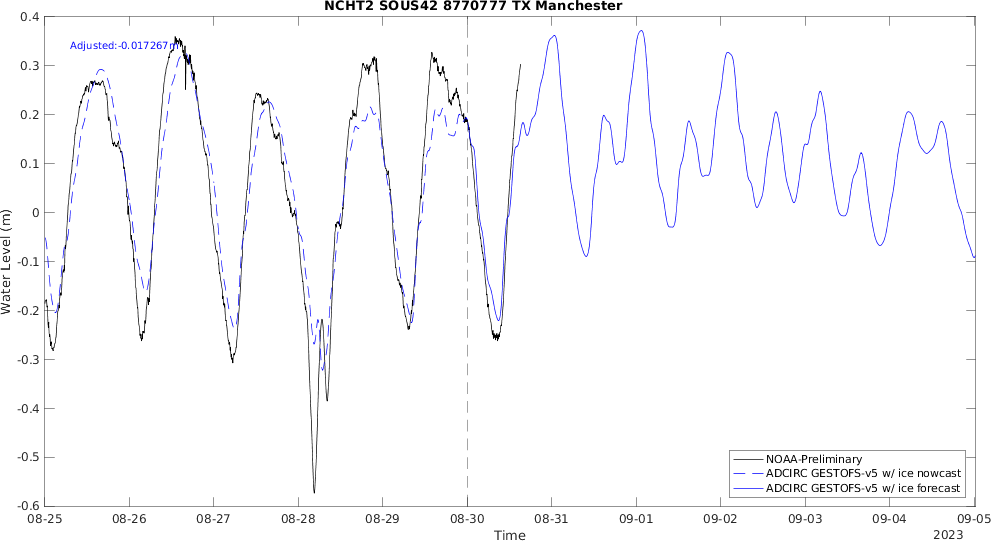 NCHT2 SOUS42 8770777 TX Manchester
Adjusted:-0.017267m
Water Level (m)
0.4
0.3
0.2
0.1
0
-0.1
-0.2
-0.3
-0.4
-0.5
-0.6
NOAA-Preliminary
ADCIRC GESTOFS-v5 w/ ice nowcast
ADCIRC GESTOFS-v5 w/ ice forecast
08-25 08-26 08-27 08-28 08-29 08-30 08-31 09-01 09-02 09-03 09-04 09-05
Time
2023